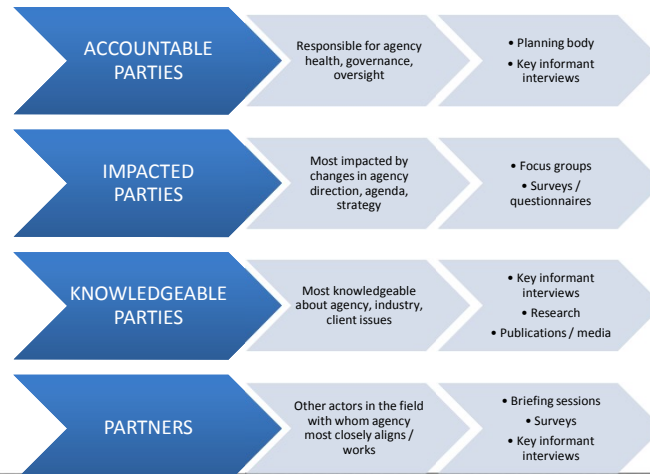 ACCOUNTABLE
PARTIES
Responsible for agency
health, governance,
oversight
• Planning body
• Key informant
interviews
IMPACTED
PARTIES
Most impacted by
changes in agency
direction, agenda,
strategy
• Focus groups
• Surveys /
questionnaires
KNOWLEDGEABLE
PARTIES
Most knowledgeable
about agency, industry,
client issues
• Key informant
interviews
• Research
• Publications / media
PARTNERS
Other actors in the field
with whom agency
most closely aligns /
works
• Briefing sessions
• Surveys
• Key informant
interviews